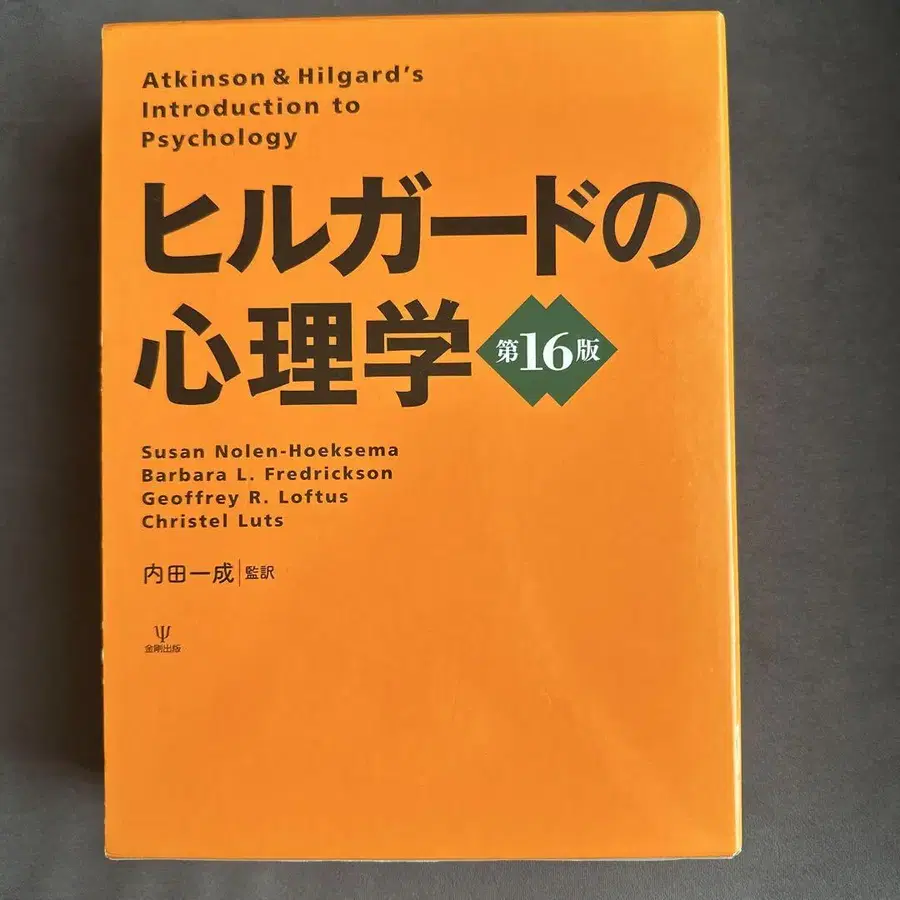 Atkinson & Hilgard's
Introduction to
Psychology
ヒルガードの
心理学
第16版
Susan Nolen-Hoeksema
Barbara L. Fredrickson
Geoffrey R. Loftus
Christel Luts
内田一成|監訳
Ψ
金剛出版